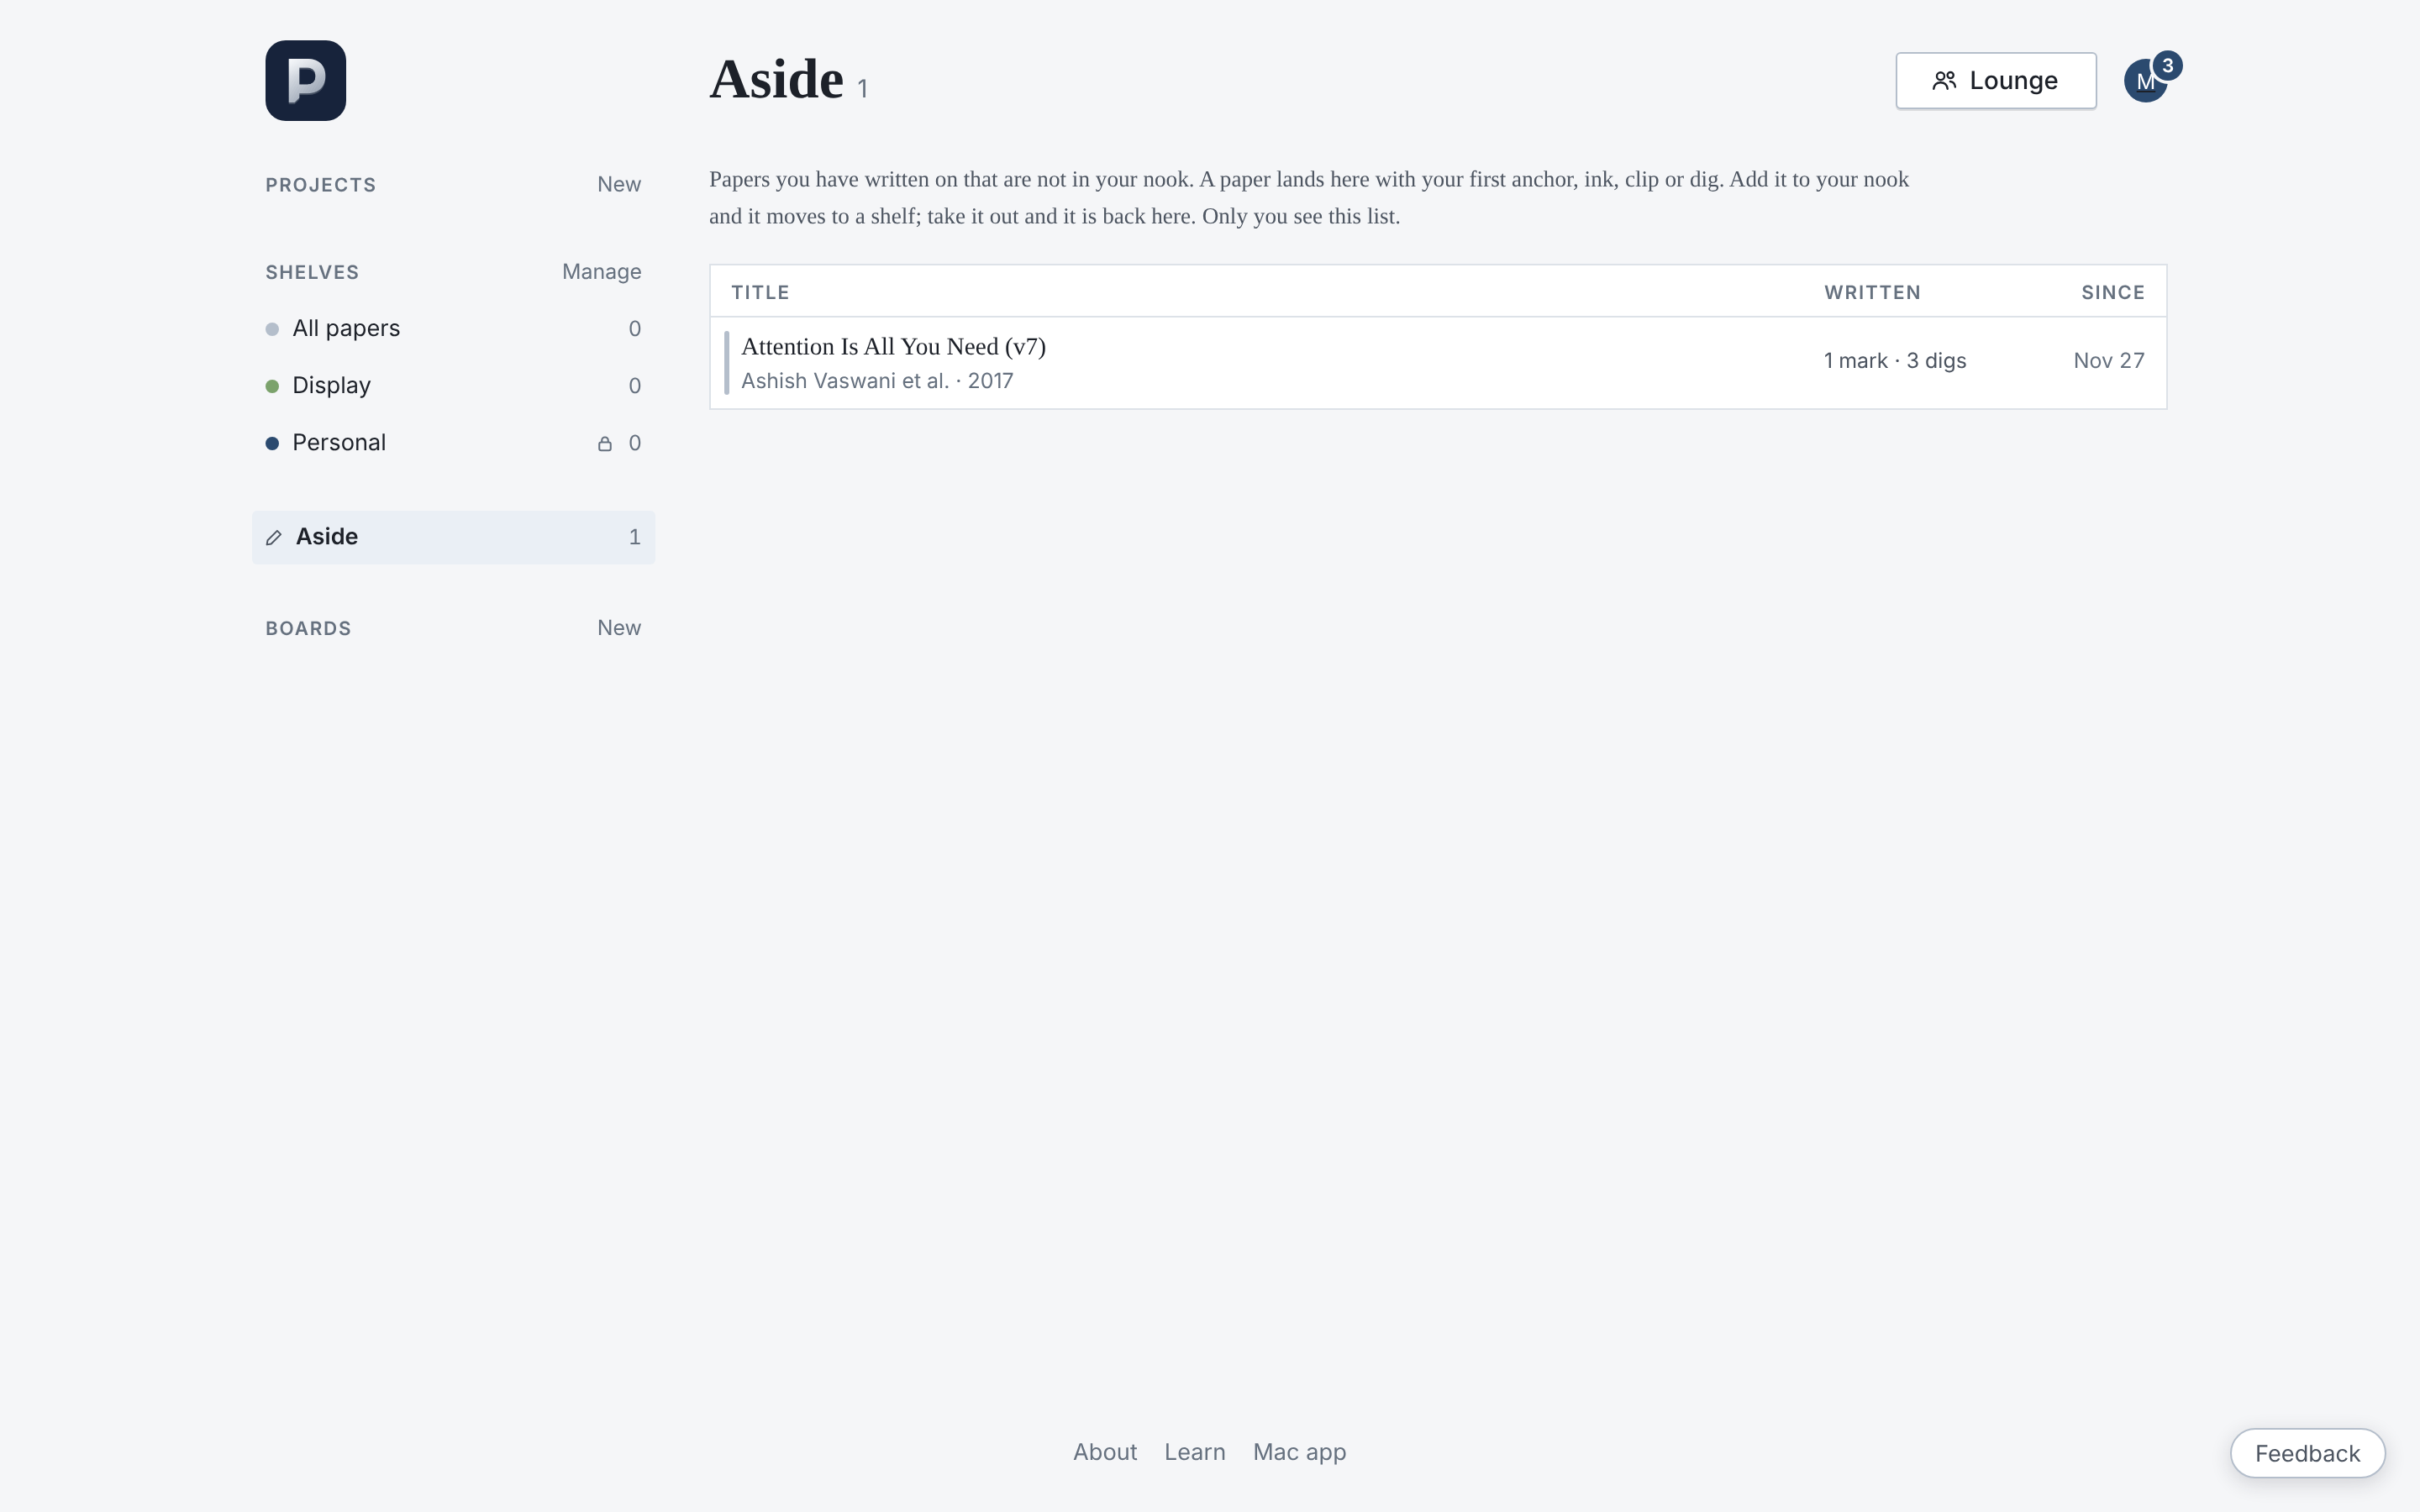 P
Aside 1
Lounge
M
3
PROJECTS New
SHELVES Manage
All papers 0
Display 0
Personal 0
Aside 1
BOARDS New
Papers you have written on that are not in your nook. A paper lands here with your first anchor, ink, clip or dig. Add it to your nook
and it moves to a shelf; take it out and it is back here. Only you see this list.
TITLE WRITTEN SINCE
Attention Is All You Need (v7)
Ashish Vaswani et al. · 2017
1 mark · 3 digs
Nov 27
About Learn Mac app
Feedback